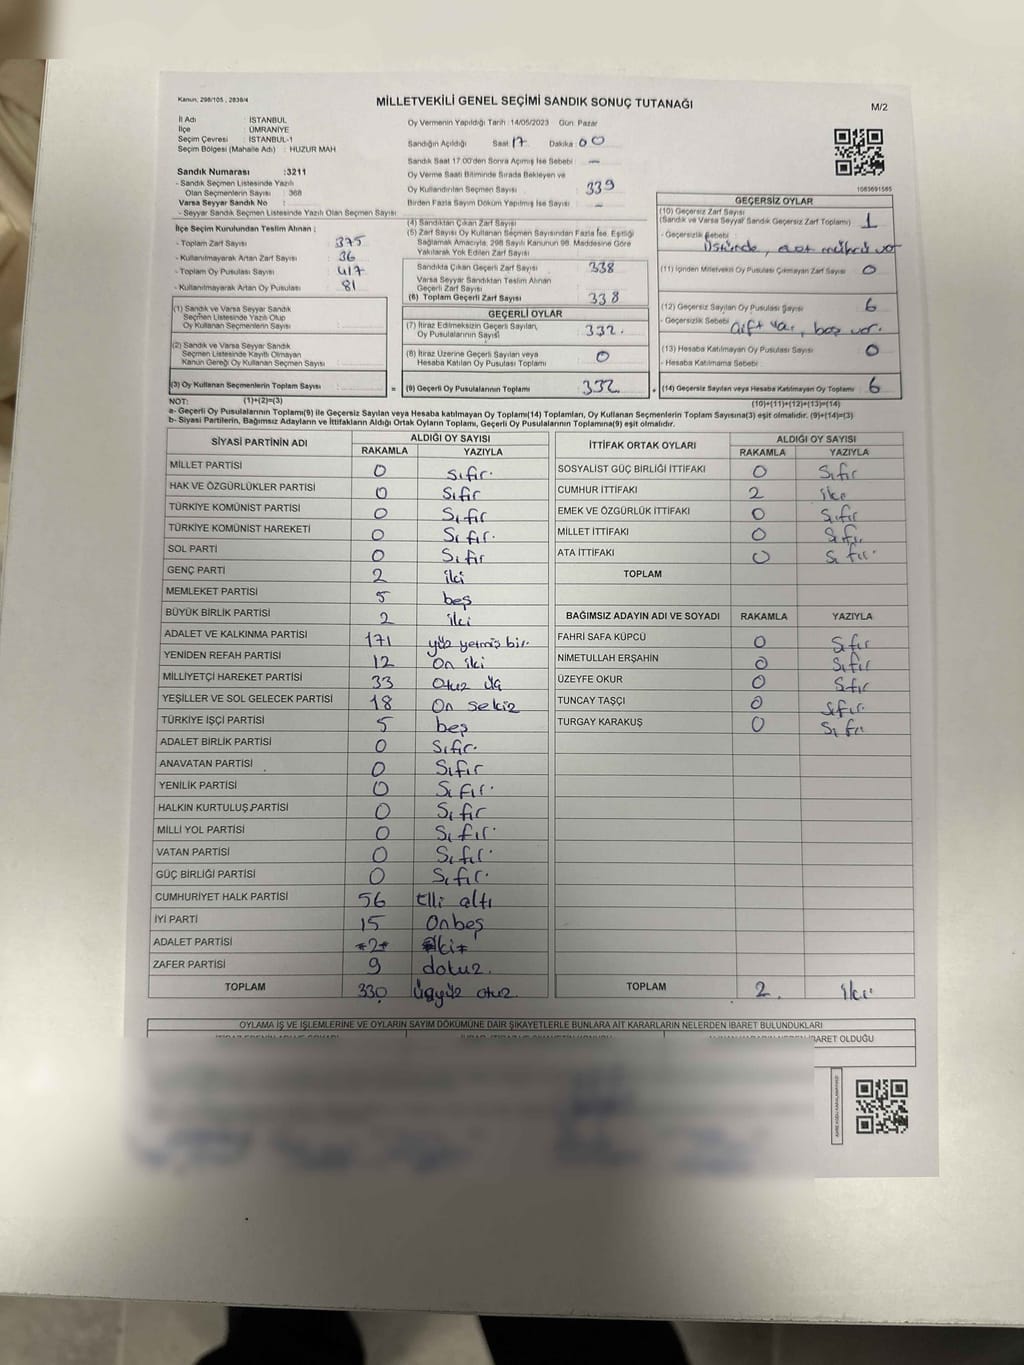 Kanun: 298/105, 2839/4
MİLLETVEKİLİ GENEL SEÇİMİ SANDIK SONUÇ TUTANAĞI
M/2
İl Adı : İSTANBUL
İlçe : ÜMRANİYE
Seçim Çevresi : İSTANBUL-1
Seçim Bölgesi (Mahalle Adı) : HUZUR MAH
Sandık Numarası :3211
- Sandık Seçmen Listesinde Yazılı
Olan Seçmenlerin Sayısı : 368
Varsa Seyyar Sandık No :
- Seyyar Sandık Seçmen Listesinde Yazılı Olan Seçmen Sayısı
Oy Vermenin Yapıldığı Tarih :14/05/2023 Gün: Pazar
Sandığın Açıldığı Saat 17 Dakika 00
Sandık Saat 17.00'den Sonra Açımış İse Sebebi : -
Oy Verme Saati Bitiminde Sırada Bekleyen ve
Oy Kullandırılan Seçmen Sayısı : 339
Birden Fazla Sayım Döküm Yapılmış İse Sayısı : -
1083691585
İlçe Seçim Kurulundan Teslim Alınan ;
- Toplam Zarf Sayısı : 375
- Kullanılmayarak Artan Zarf Sayısı : 36
- Toplam Oy Pusulası Sayısı : 417
- Kullanılmayarak Artan Oy Pusulası : 81
(1) Sandık ve Varsa Seyyar Sandık
Seçmen Listesinde Yazılı Olup
Oy Kullanan Seçmenlerin Sayısı :
(2) Sandık ve Varsa Seyyar Sandık
Seçmen Listesinde Kayıtlı Olmayan
Kanun Gereği Oy Kullanan Seçmen Sayısı :
(3) Oy Kullanan Seçmenlerin Toplam Sayısı :
(1)+(2)=(3)
(4) Sandıktan Çıkan Zarf Sayısı
(5) Zarf Sayısı Oy Kullanan Seçmen Sayısından Fazla İse, Eşitliği
Sağlamak Amacıyla, 298 Sayılı Kanunun 98. Maddesine Göre
Yakılarak Yok Edilen Zarf Sayısı
Sandıkta Çıkan Geçerli Zarf Sayısı : 338
Varsa Seyyar Sandıktan Teslim Alınan
Geçerli Zarf Sayısı
(6) Toplam Geçerli Zarf Sayısı : 338
GEÇERLİ OYLAR
(7) İtiraz Edilmeksizin Geçerli Sayılan,
Oy Pusulasının Sayısı : 332.
(8) İtiraz Üzerine Geçerli Sayılan veya
Hesaba Katılan Oy Pusulası Toplamı : 0
= (9) Geçerli Oy Pusulalarının Toplamı : 332 +
GEÇERSİZ OYLAR
(10) Geçersiz Zarf Sayısı
(Sandık ve Varsa Seyyar Sandık Geçersiz Zarf Toplamı) : 1
- Geçersizlik Sebebi :
Üstünde, evet mührü var
(11) İçinden Milletvekili Oy Pusulası Çıkmayan Zarf Sayısı : 0
(12) Geçersiz Sayılan Oy Pusulası Sayısı : 6
- Geçersizlik Sebebi : çift var, boş var.
(13) Hesaba Katılmayan Oy Pusulası Sayısı : 0
- Hesaba Katılmama Sebebi :
(14) Geçersiz Sayılan veya Hesaba Katılmayan Oy Toplamı : 6
(10)+(11)+(12)+(13)=(14)
NOT:
a- Geçerli Oy Pusulalarının Toplamı(9) ile Geçersiz Sayılan veya Hesaba katılmayan Oy Toplamı(14) Toplamları, Oy Kullanan Seçmenlerin Toplam Sayısına(3) eşit olmalıdır. (9)+(14)=(3)
b- Siyasi Partilerin, Bağımsız Adayların ve İttifakların Aldığı Ortak Oyların Toplamı, Geçerli Oy Pusulalarının Toplamına(9) eşit olmalıdır.
SİYASİ PARTİNİN ADI ALDIĞI OY SAYISI
RAKAMLA YAZIYLA
MİLLET PARTİSİ 0 Sıfır.
HAK VE ÖZGÜRLÜKLER PARTİSİ 0 Sıfır
TÜRKİYE KOMÜNİST PARTİSİ 0 Sıfır
TÜRKİYE KOMÜNİST HAREKETİ 0 Sıfır.
SOL PARTİ 0 Sıfır
GENÇ PARTİ 2 iki
MEMLEKET PARTİSİ 5 beş
BÜYÜK BİRLİK PARTİSİ 2 iki
ADALET VE KALKINMA PARTİSİ 171 yüz yetmiş bir.
YENİDEN REFAH PARTİSİ 12 On iki
MİLLİYETÇİ HAREKET PARTİSİ 33 Otuz üç
YEŞİLLER VE SOL GELECEK PARTİSİ 18 On sekiz
TÜRKİYE İŞÇİ PARTİSİ 5 beş
ADALET BİRLİK PARTİSİ 0 Sıfır.
ANAVATAN PARTİSİ 0 Sıfır
YENİLİK PARTİSİ 0 Sıfır.
HALKIN KURTULUŞ PARTİSİ 0 Sıfır
MİLLİ YOL PARTİSİ 0 Sıfır.
VATAN PARTİSİ 0 Sıfır.
GÜÇ BİRLİĞİ PARTİSİ 0 Sıfır.
CUMHURİYET HALK PARTİSİ 56 Elli altı
İYİ PARTİ 15 Onbeş
ADALET PARTİSİ #2# #iki#
ZAFER PARTİSİ 9 dokuz.
TOPLAM 330 üçyüz otuz.
İTTİFAK ORTAK OYLARI ALDIĞI OY SAYISI
RAKAMLA YAZIYLA
SOSYALİST GÜÇ BİRLİĞİ İTTİFAKI 0 Sıfır
CUMHUR İTTİFAKI 2 iki
EMEK VE ÖZGÜRLÜK İTTİFAKI 0 Sıfır
MİLLET İTTİFAKI 0 Sıfır
ATA İTTİFAKI 0 Sıfır.
TOPLAM
BAĞIMSIZ ADAYIN ADI VE SOYADI RAKAMLA YAZIYLA
FAHRİ SAFA KÜPCÜ 0 Sıfır
NİMETULLAH ERŞAHİN 0 Sıfır
ÜZEYFE OKUR 0 Sıfır
TUNCAY TAŞÇI 0 Sıfır.
TURGAY KARAKUŞ 0 Sıfır
TOPLAM 2. iki
OYLAMA İŞ VE İŞLEMLERİNE VE OYLARIN SAYIM DÖKÜMÜNE DAİR ŞİKAYETLERLE BUNLARA AİT KARARLARIN NELERDEN İBARET BULUNDUKLARI
İBARET OLDUĞU